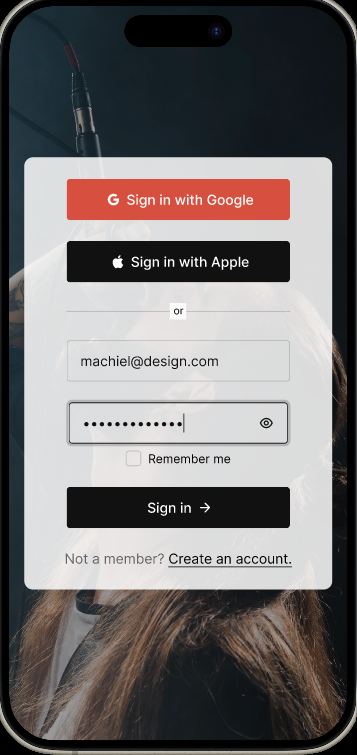 Sign in with Google
Sign in with Apple
or
machiel@design.com
•••••••••••••
Remember me
Sign in →
Not a member? Create an account.